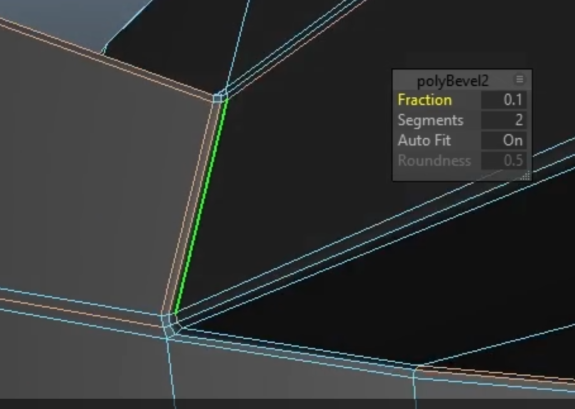 polyBevel2
Fraction 0.1
Segments 2
Auto Fit On
Roundness 0.5